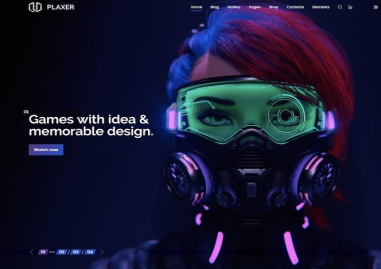 PLAXER
Home Blog Gallery Pages Shop Contacts Elements
01
Games with idea &
memorable design.
Watch now
01 — 02 / 03 / 04